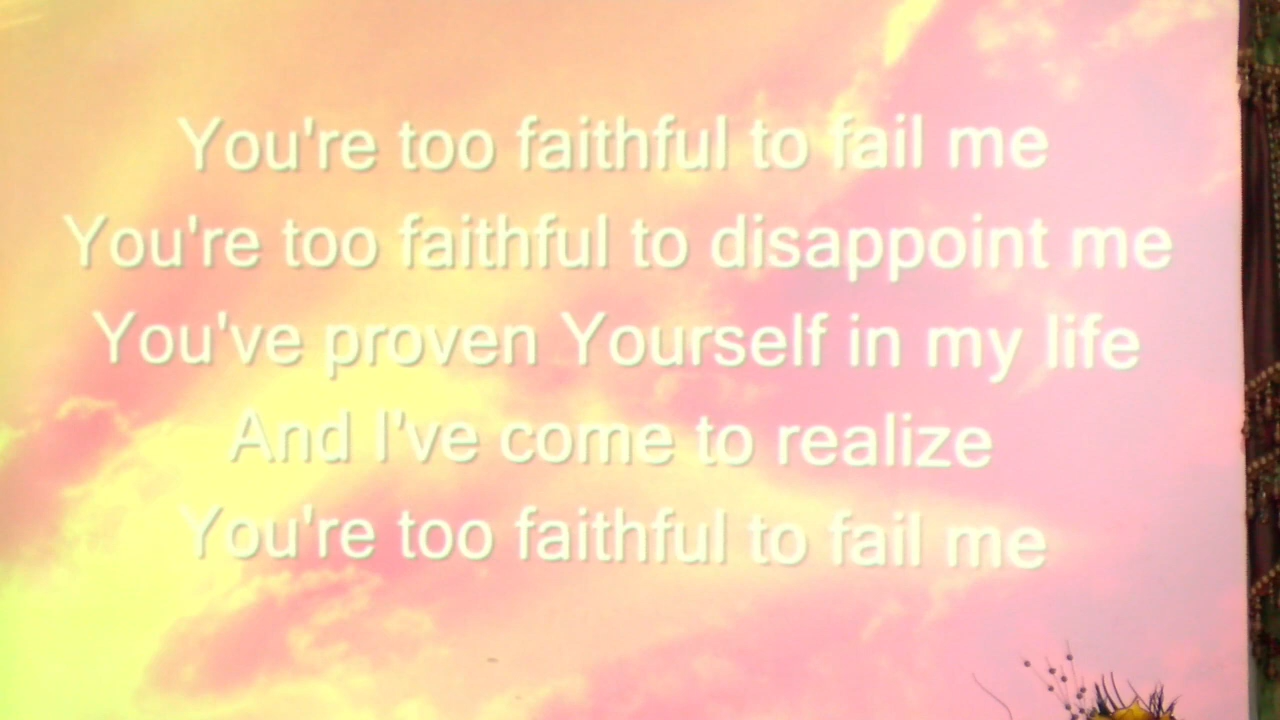 You're too faithful to fail me
You're too faithful to disappoint me
You've proven Yourself in my life
And I've come to realize
You're too faithful to fail me